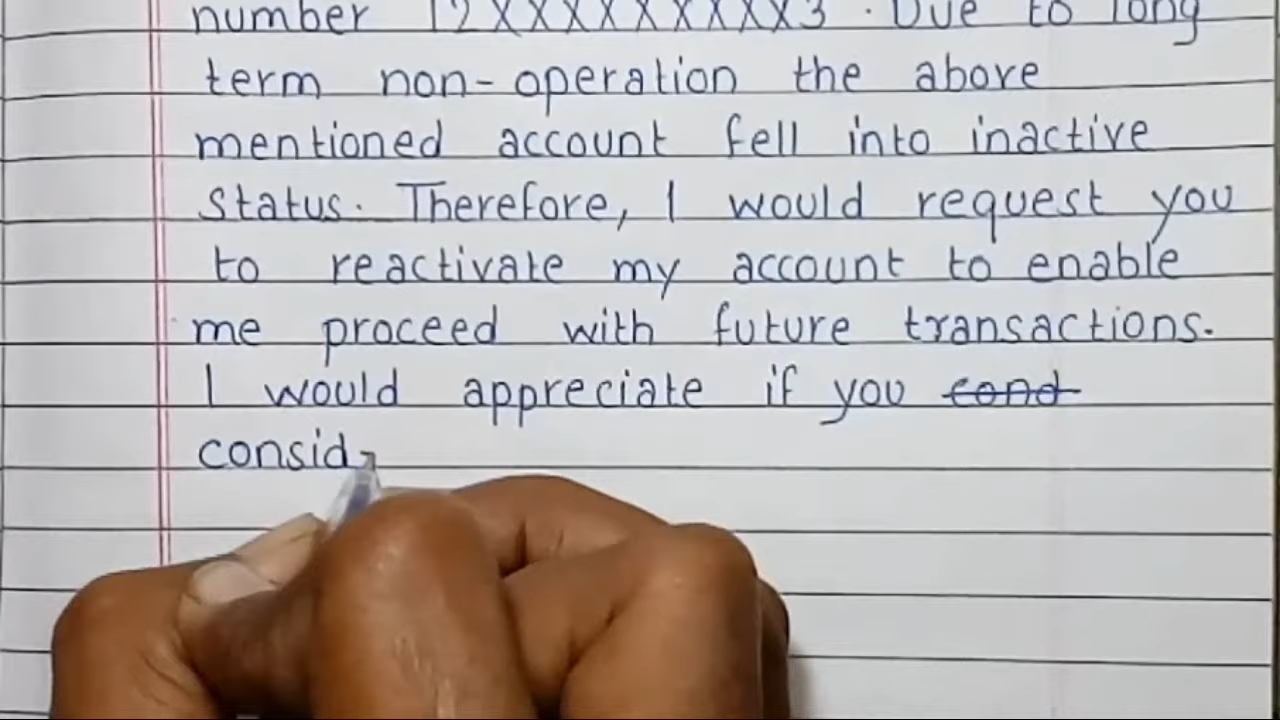 number 12XXXXXXXXX3. Due to long
term non-operation the above
mentioned account fell into inactive
status. Therefore, I would request you
to reactivate my account to enable
me proceed with future transactions.
I would appreciate if you cond
consid